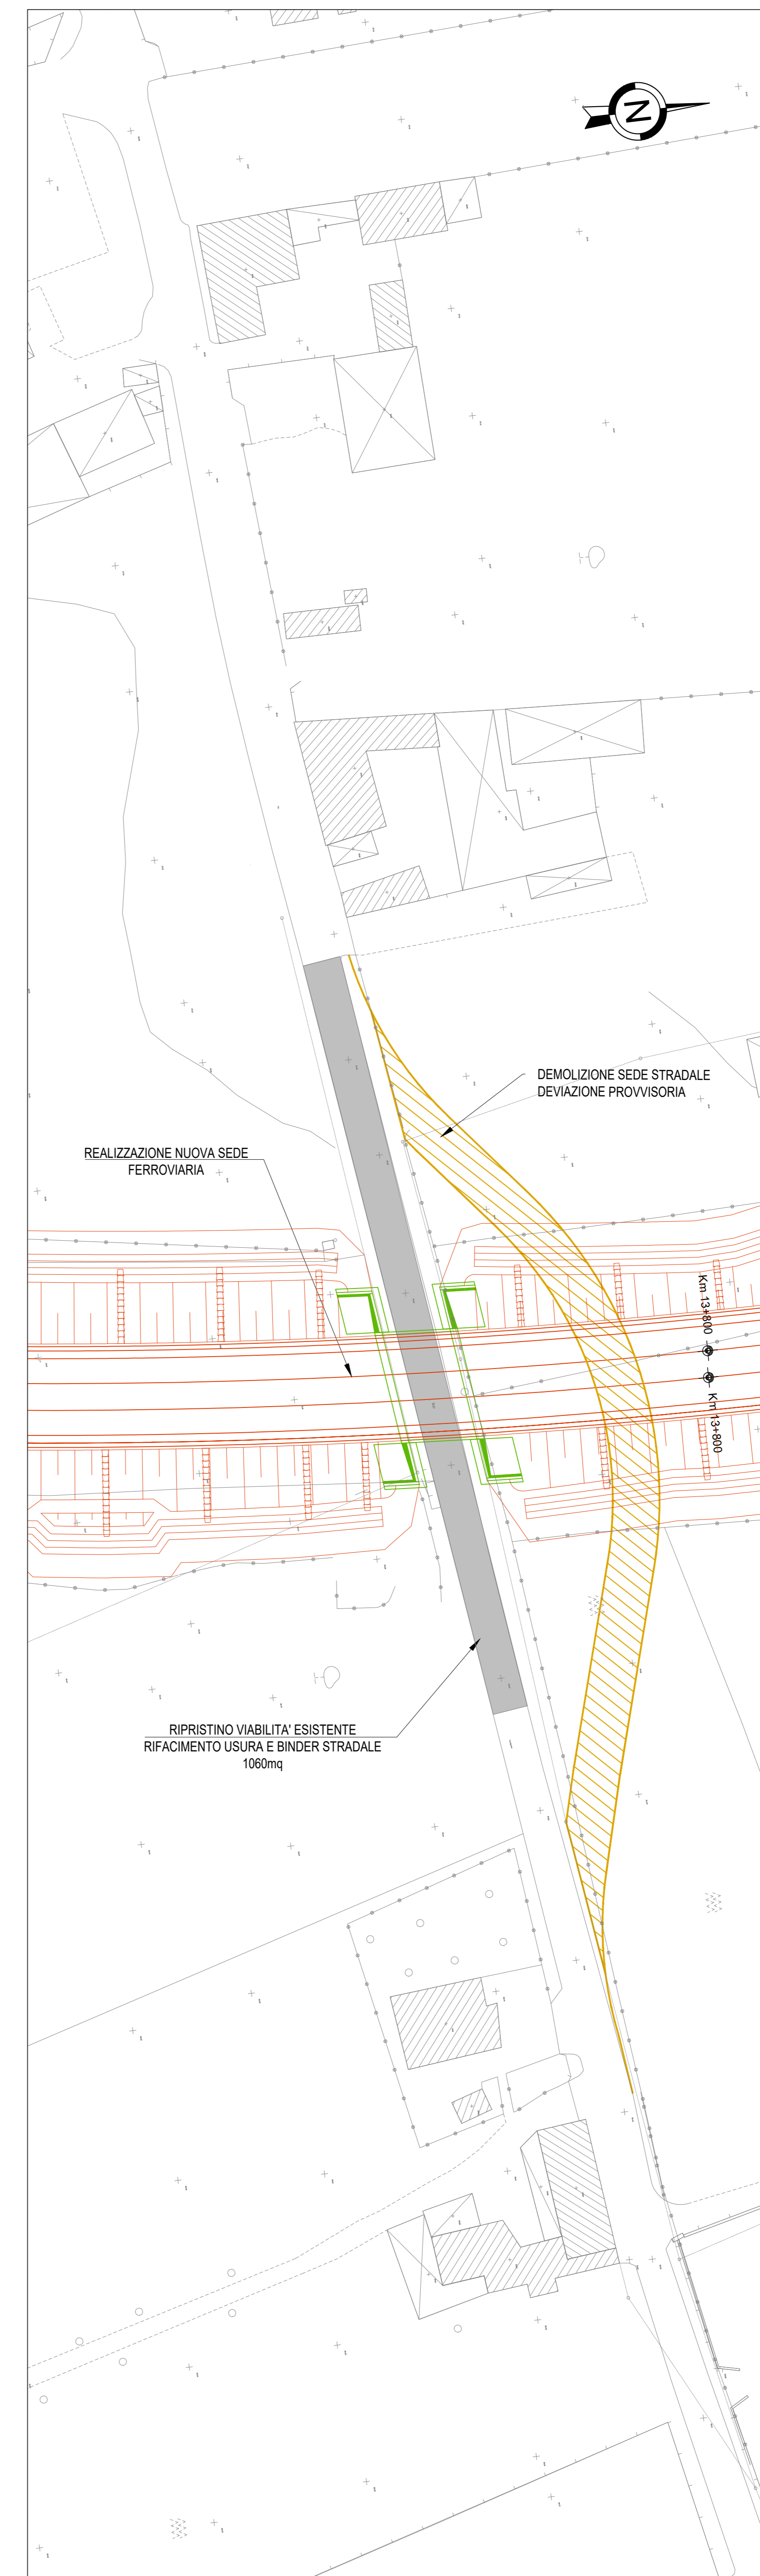 N
DEMOLIZIONE SEDE STRADALE
DEVIAZIONE PROVVISORIA
REALIZZAZIONE NUOVA SEDE
FERROVIARIA
Km 13+800
Km 13+800
RIPRISTINO VIABILITA' ESISTENTE
RIFACIMENTO USURA E BINDER STRADALE
1060mq